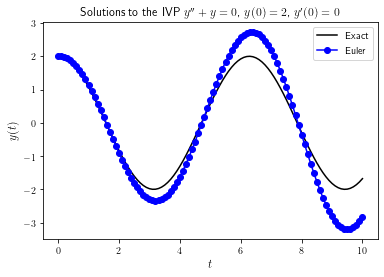 Solutions to the IVP y'' + y = 0, y(0) = 2, y'(0) = 0
Exact
Euler
y(t)
3
2
1
0
−1
−2
−3
0 2 4 6 8 10
t